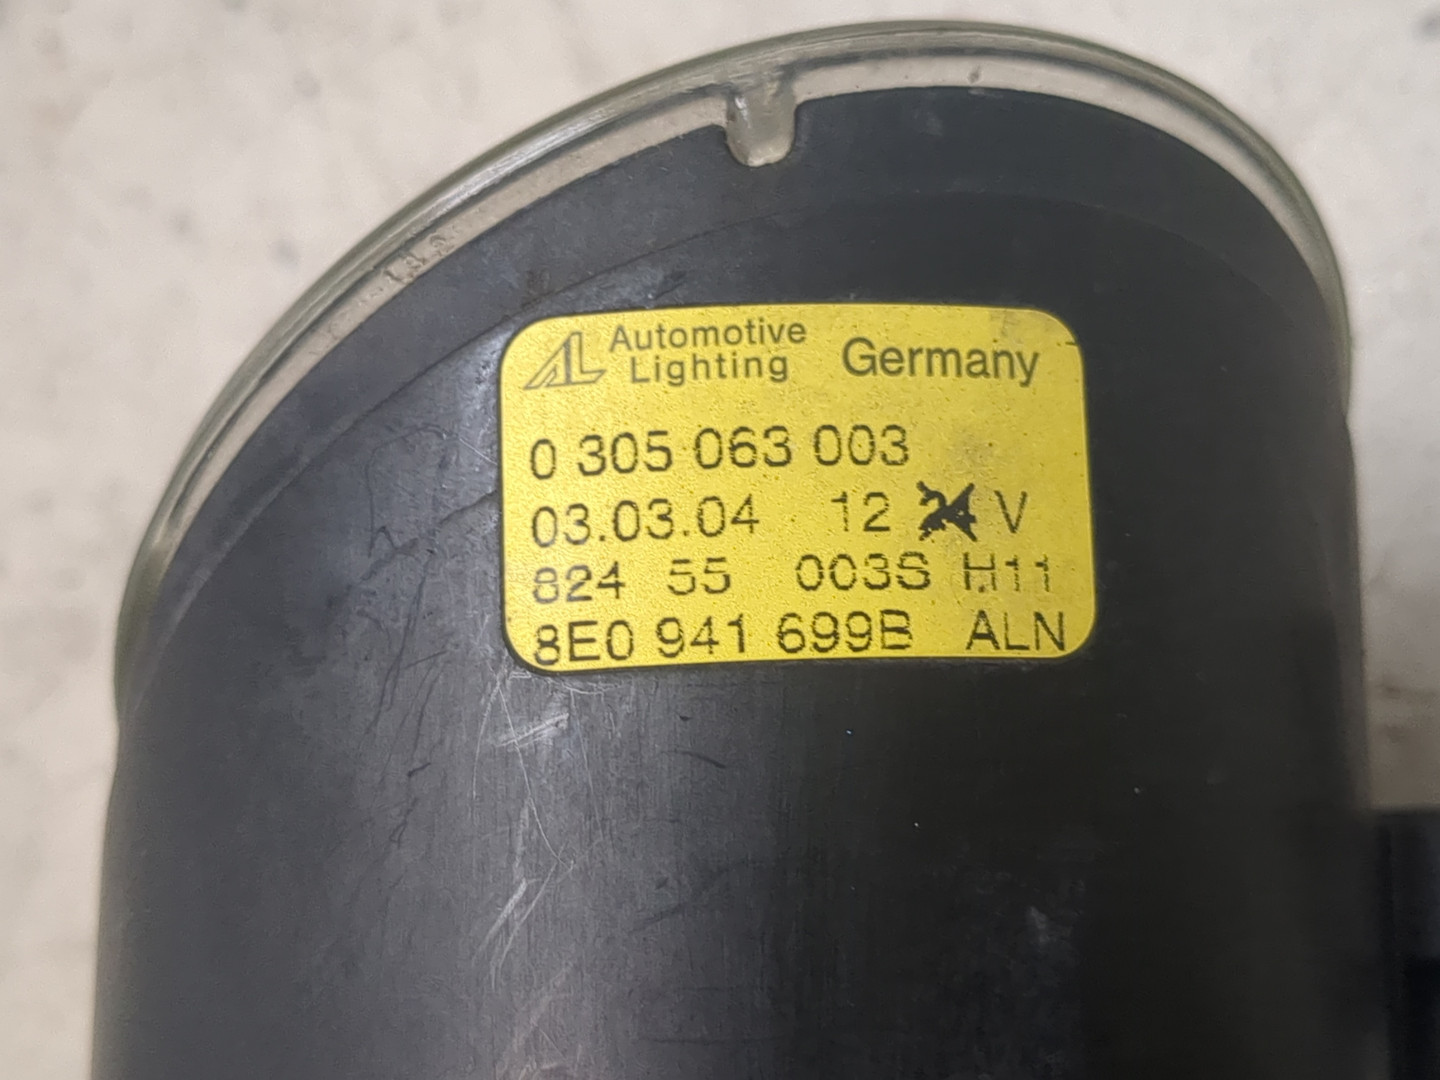 AL Automotive Lighting Germany
0 305 063 003
03.03.04 12 24 V
824 55 003S H11
8E0 941 699B ALN